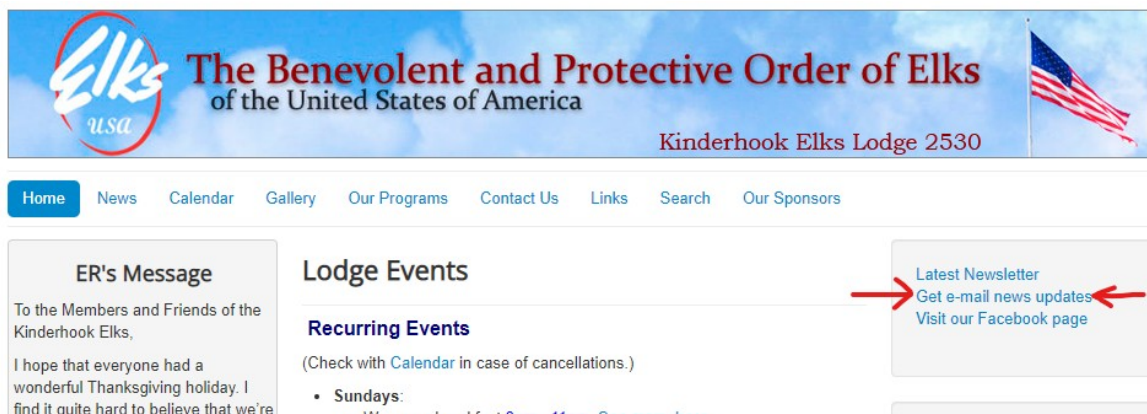 Elks
usa
The Benevolent and Protective Order of Elks
of the United States of America
Kinderhook Elks Lodge 2530
Home News Calendar Gallery Our Programs Contact Us Links Search Our Sponsors
ER's Message
To the Members and Friends of the
Kinderhook Elks,
I hope that everyone had a
wonderful Thanksgiving holiday. I
find it quite hard to believe that we're
Lodge Events
Recurring Events
(Check with Calendar in case of cancellations.)
• Sundays:
Latest Newsletter
Get e-mail news updates
Visit our Facebook page